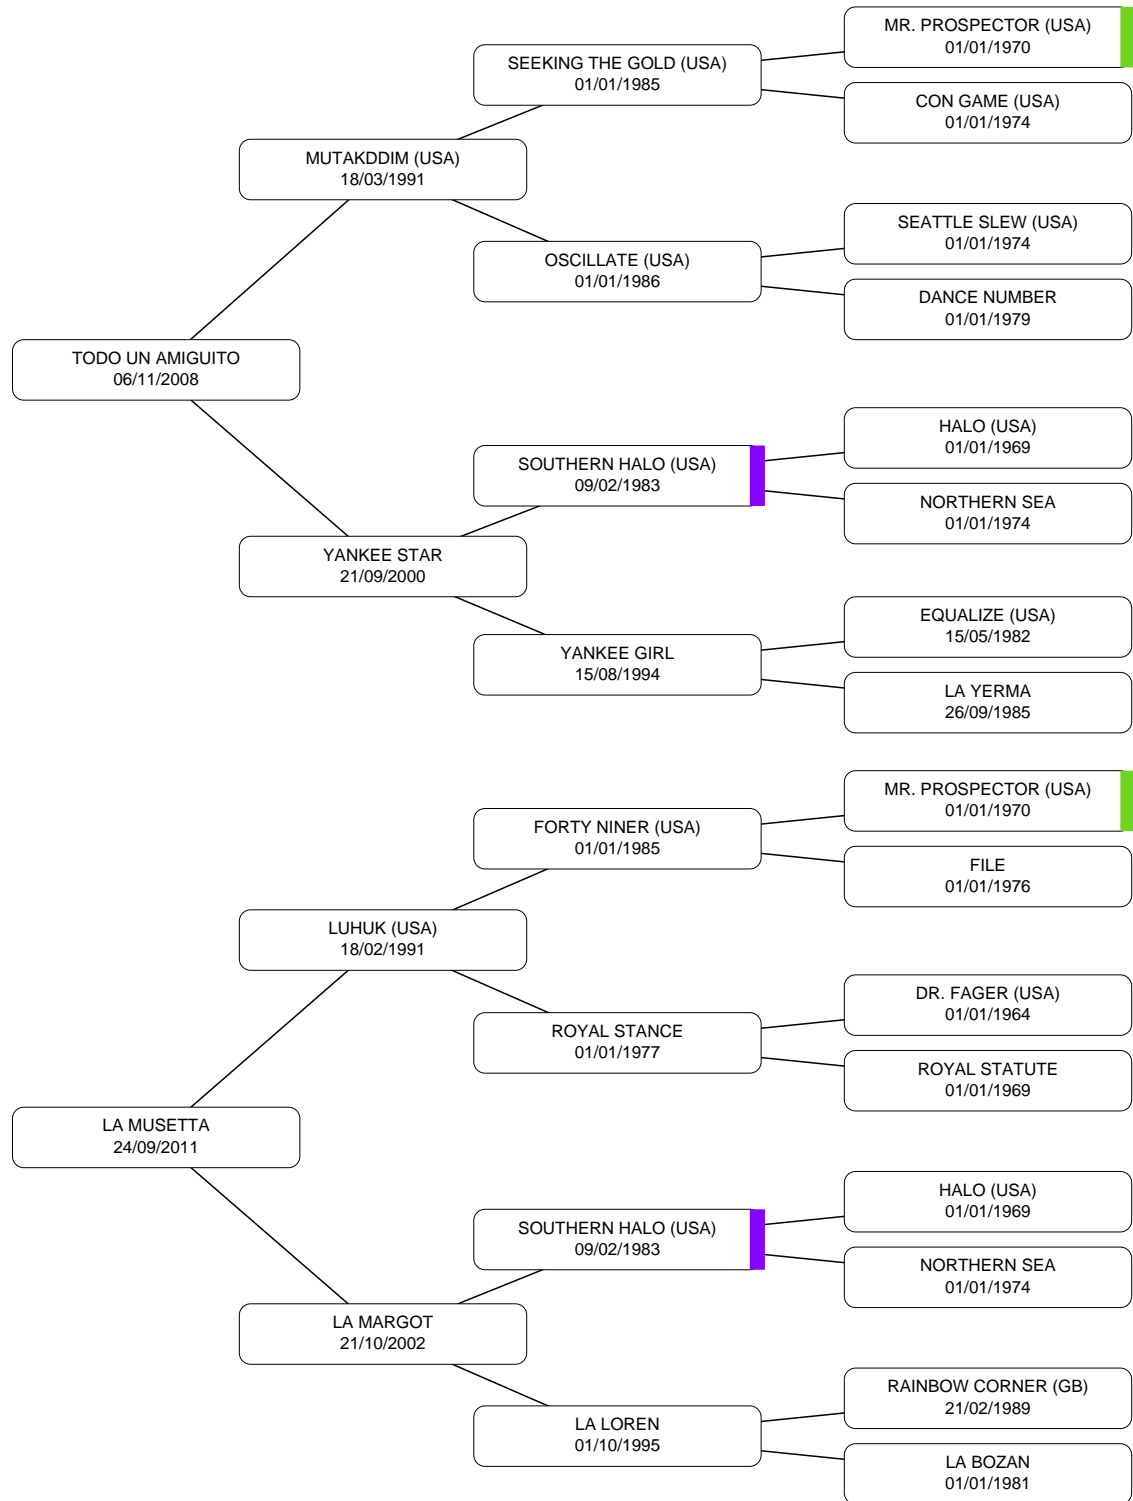 MR. PROSPECTOR (USA)
01/01/1970
SEEKING THE GOLD (USA)
01/01/1985
CON GAME (USA)
01/01/1974
MUTAKDDIM (USA)
18/03/1991
SEATTLE SLEW (USA)
01/01/1974
OSCILLATE (USA)
01/01/1986
DANCE NUMBER
01/01/1979
TODO UN AMIGUITO
06/11/2008
HALO (USA)
01/01/1969
SOUTHERN HALO (USA)
09/02/1983
NORTHERN SEA
01/01/1974
YANKEE STAR
21/09/2000
EQUALIZE (USA)
15/05/1982
YANKEE GIRL
15/08/1994
LA YERMA
26/09/1985
MR. PROSPECTOR (USA)
01/01/1970
FORTY NINER (USA)
01/01/1985
FILE
01/01/1976
LUHUK (USA)
18/02/1991
DR. FAGER (USA)
01/01/1964
ROYAL STANCE
01/01/1977
ROYAL STATUTE
01/01/1969
LA MUSETTA
24/09/2011
HALO (USA)
01/01/1969
SOUTHERN HALO (USA)
09/02/1983
NORTHERN SEA
01/01/1974
LA MARGOT
21/10/2002
RAINBOW CORNER (GB)
21/02/1989
LA LOREN
01/10/1995
LA BOZAN
01/01/1981